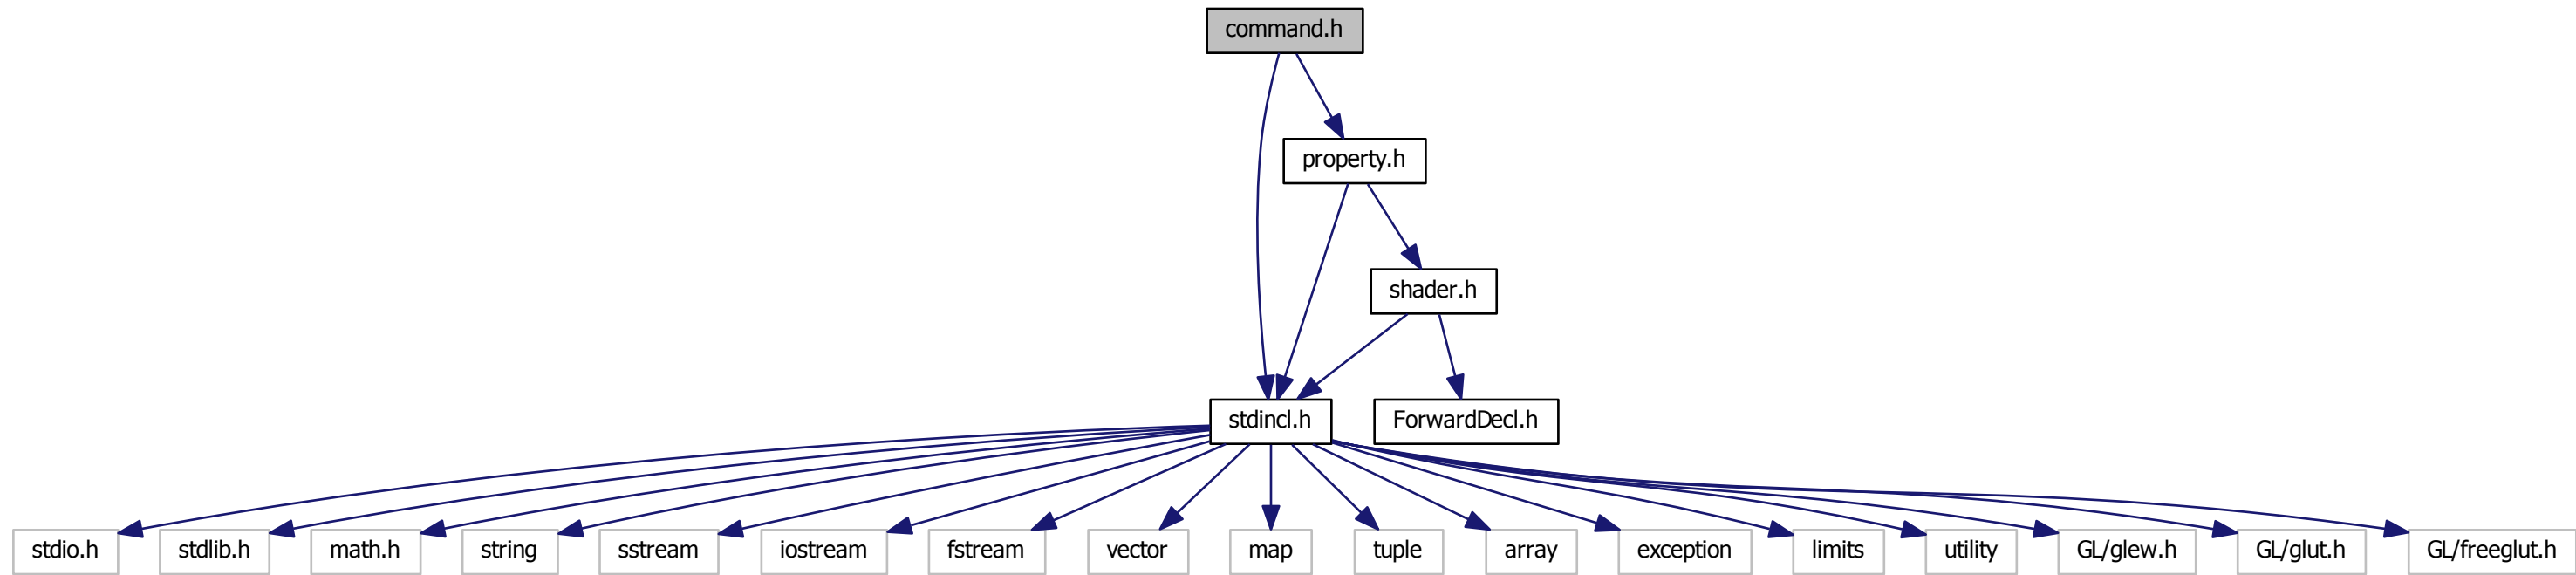 command.h
property.h
shader.h
stdincl.h
ForwardDecl.h
stdio.h
stdlib.h
math.h
string
sstream
iostream
fstream
vector
map
tuple
array
exception
limits
utility
GL/glew.h
GL/glut.h
GL/freeglut.h